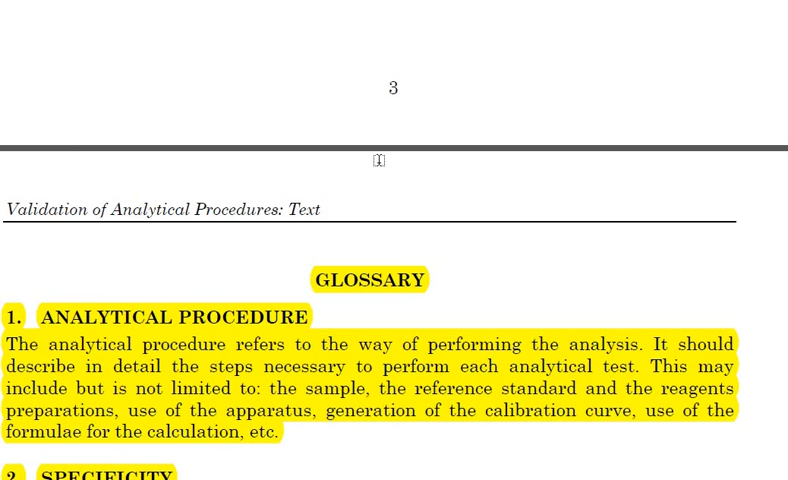 3
Validation of Analytical Procedures: Text
GLOSSARY
1. ANALYTICAL PROCEDURE
The analytical procedure refers to the way of performing the analysis. It should
describe in detail the steps necessary to perform each analytical test. This may
include but is not limited to: the sample, the reference standard and the reagents
preparations, use of the apparatus, generation of the calibration curve, use of the
formulae for the calculation, etc.
2. SPECIFICITY